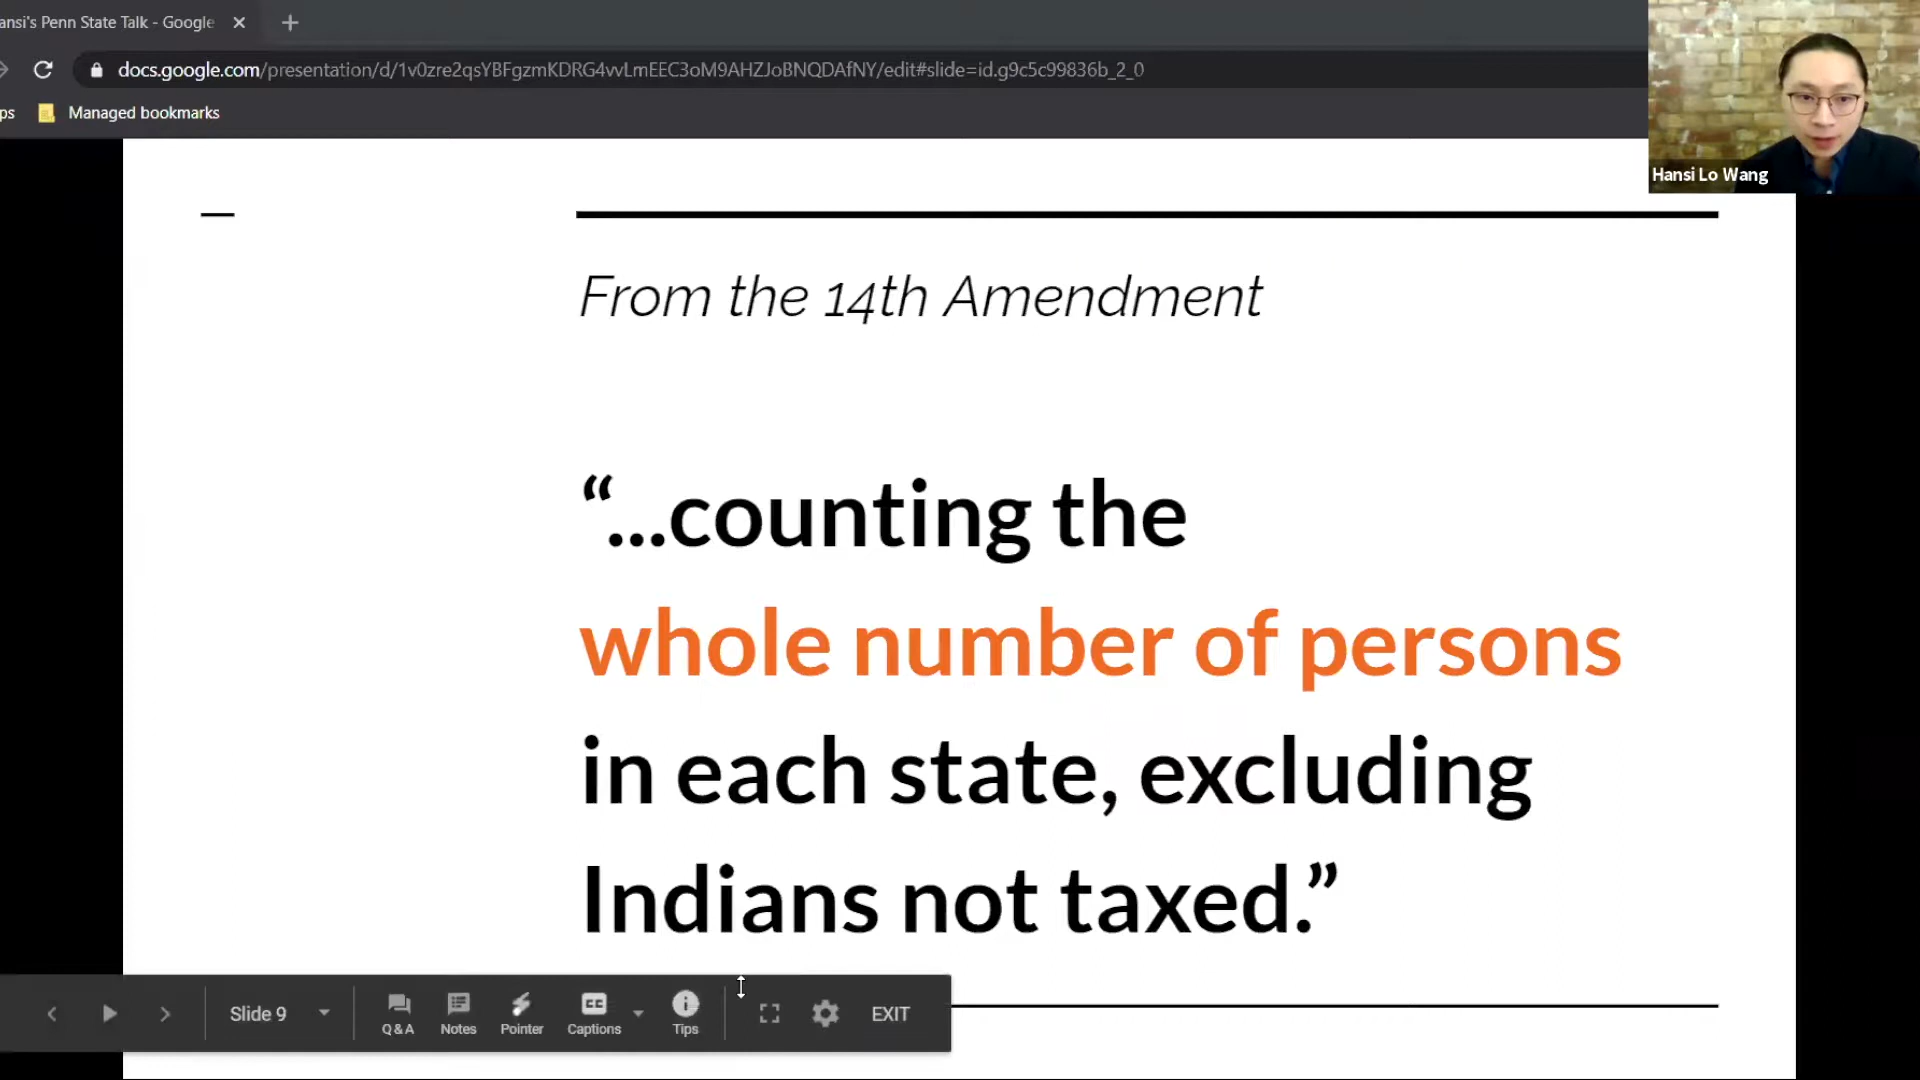 ansi's Penn State Talk - Google
docs.google.com/presentation/d/1v0zre2qsYBFgzmKDRG4vvLmEEC3oM9AHZJoBNQDAfNY/edit#slide=id.g9c5c99836b_2_0
ps Managed bookmarks
Hansi Lo Wang
From the 14th Amendment
“...counting the
whole number of persons
in each state, excluding
Indians not taxed.”
Slide 9
Q&A Notes Pointer Captions Tips EXIT